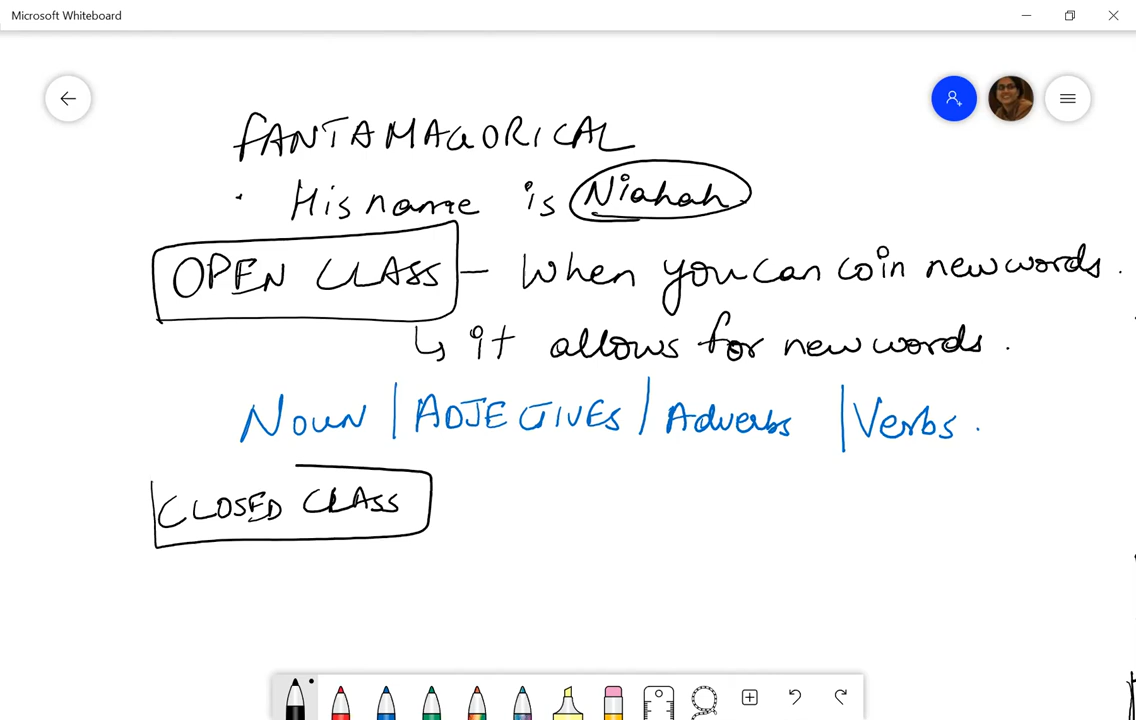 Microsoft Whiteboard
FANTAMAGORICAL
His name is Niahah
OPEN CLASS - When you can coin new words.
↳ it allows for new words.
NOUN | ADJECTIVES | Adverbs | Verbs.
CLOSED CLASS